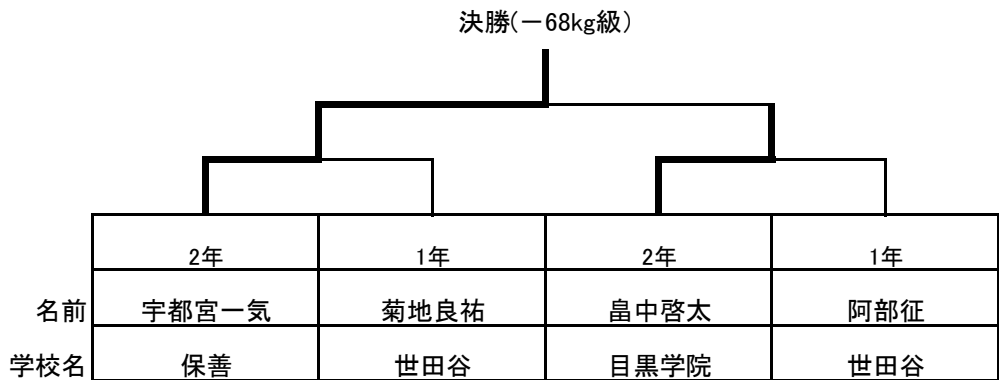 決勝(－68kg級)
2年 1年 2年 1年
名前 宇都宮一気 菊地良祐 畠中啓太 阿部征
学校名 保善 世田谷 目黒学院 世田谷